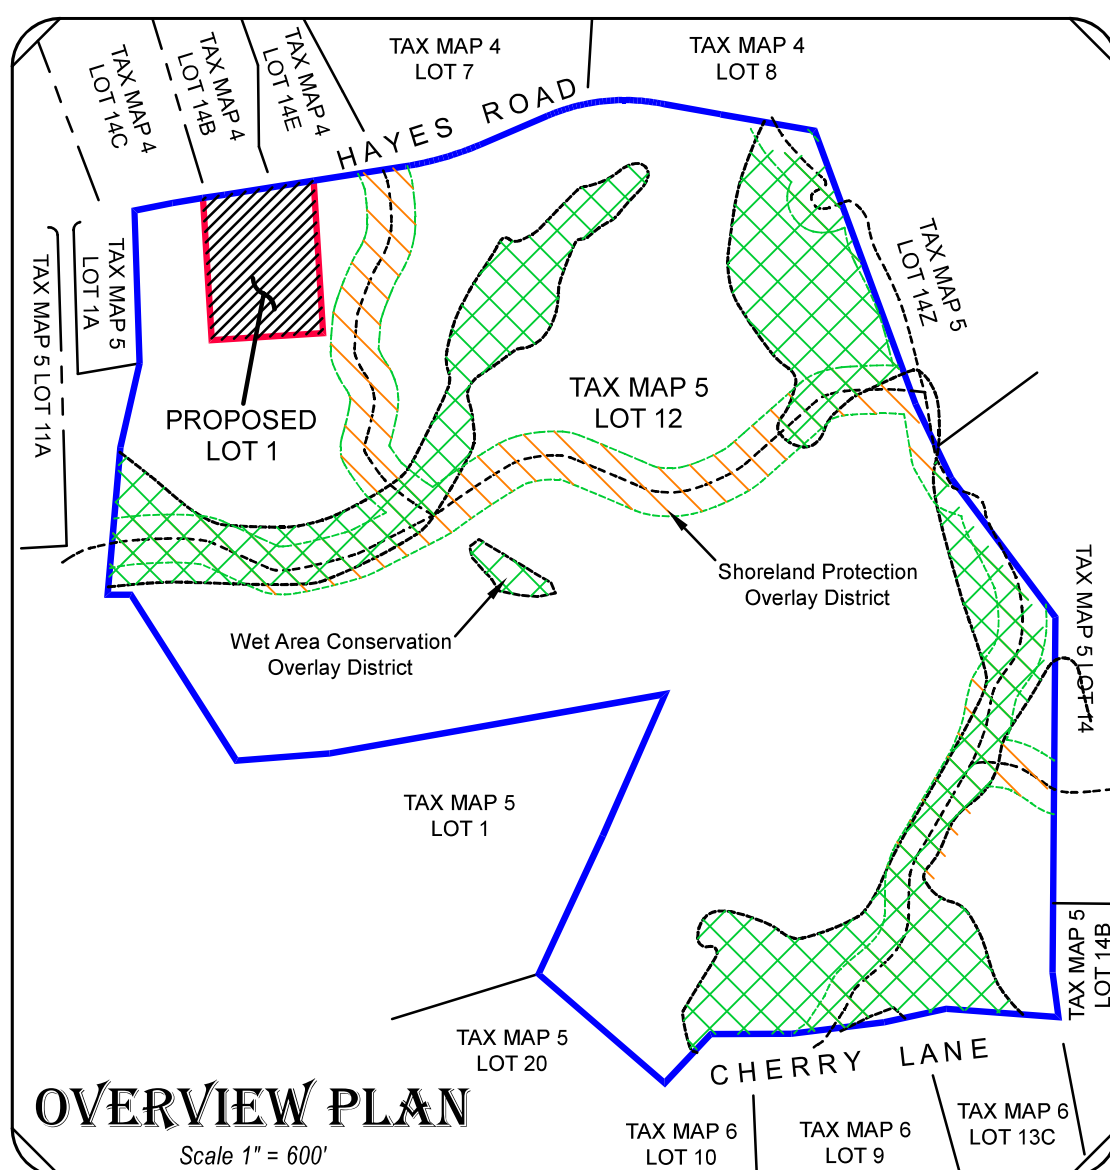 TAX MAP 4
LOT 14C
TAX MAP 4
LOT 14B
TAX MAP 4
LOT 14E
TAX MAP 4
LOT 7
TAX MAP 4
LOT 8
HAYES ROAD
TAX MAP 5 LOT 11A
TAX MAP 5
LOT 1A
PROPOSED
LOT 1
TAX MAP 5
LOT 12
TAX MAP 5
LOT 14Z
Shoreland Protection
Overlay District
Wet Area Conservation
Overlay District
TAX MAP 5 LOT 14
TAX MAP 5
LOT 1
TAX MAP 5
LOT 14B
TAX MAP 5
LOT 20
CHERRY LANE
TAX MAP 6
LOT 10
TAX MAP 6
LOT 9
TAX MAP 6
LOT 13C
OVERVIEW PLAN
Scale 1" = 600'